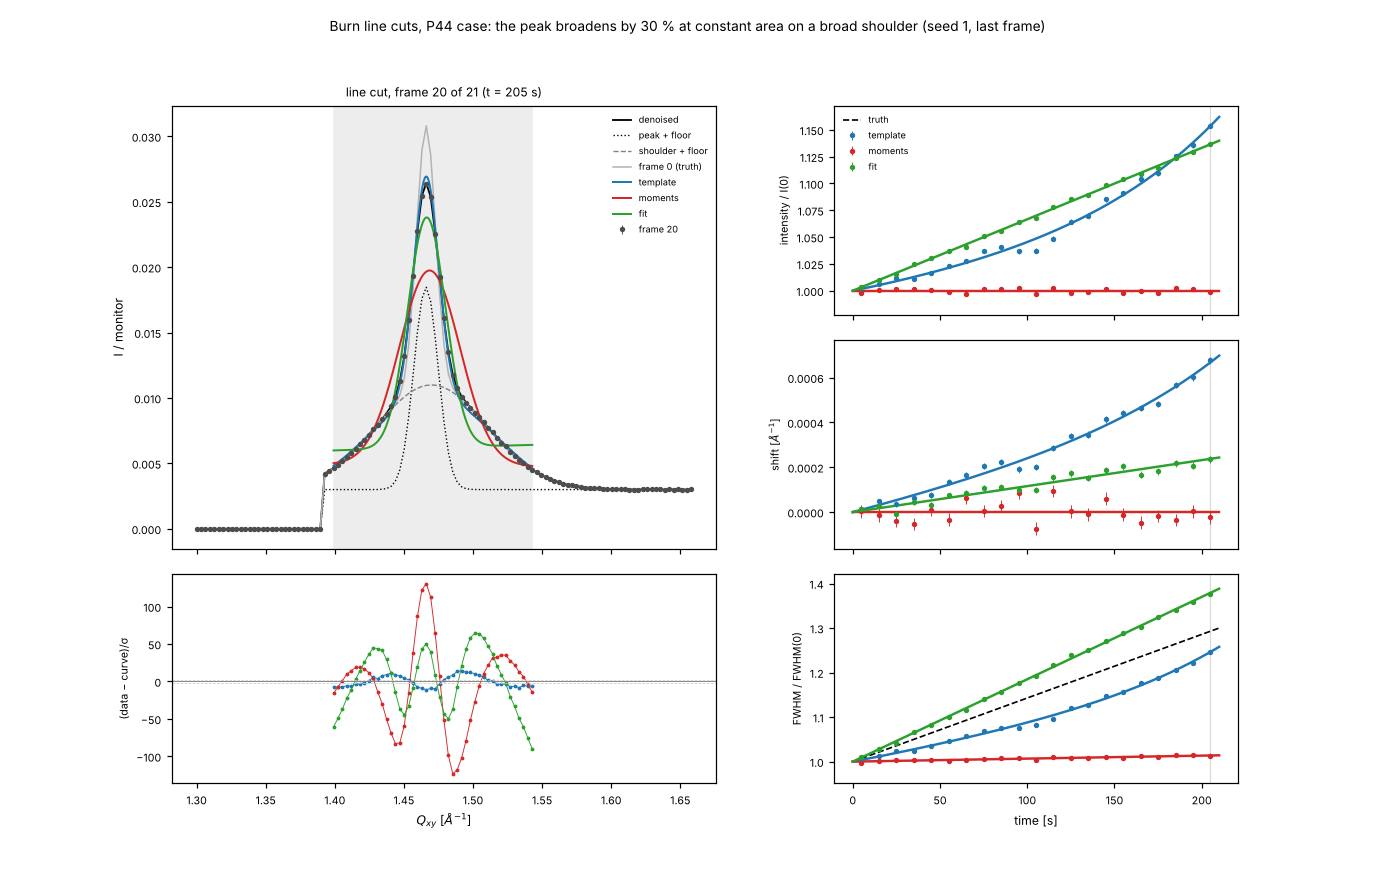 Burn line cuts, P44 case: the peak broadens by 30 % at constant area on a broad shoulder (seed 1, last frame)
line cut, frame 20 of 21 (t = 205 s)
I / monitor
0.030
0.025
0.020
0.015
0.010
0.005
0.000
denoised
peak + floor
shoulder + floor
frame 0 (truth)
template
moments
fit
frame 20
(data − curve)/σ
100
50
0
−50
−100
1.30
1.35
1.40
1.45
1.50
1.55
1.60
1.65
Qxy [Å−1]
intensity / I(0)
1.150
1.125
1.100
1.075
1.050
1.025
1.000
truth
template
moments
fit
shift [Å−1]
0.0006
0.0004
0.0002
0.0000
FWHM / FWHM(0)
1.4
1.3
1.2
1.1
1.0
0
50
100
150
200
time [s]